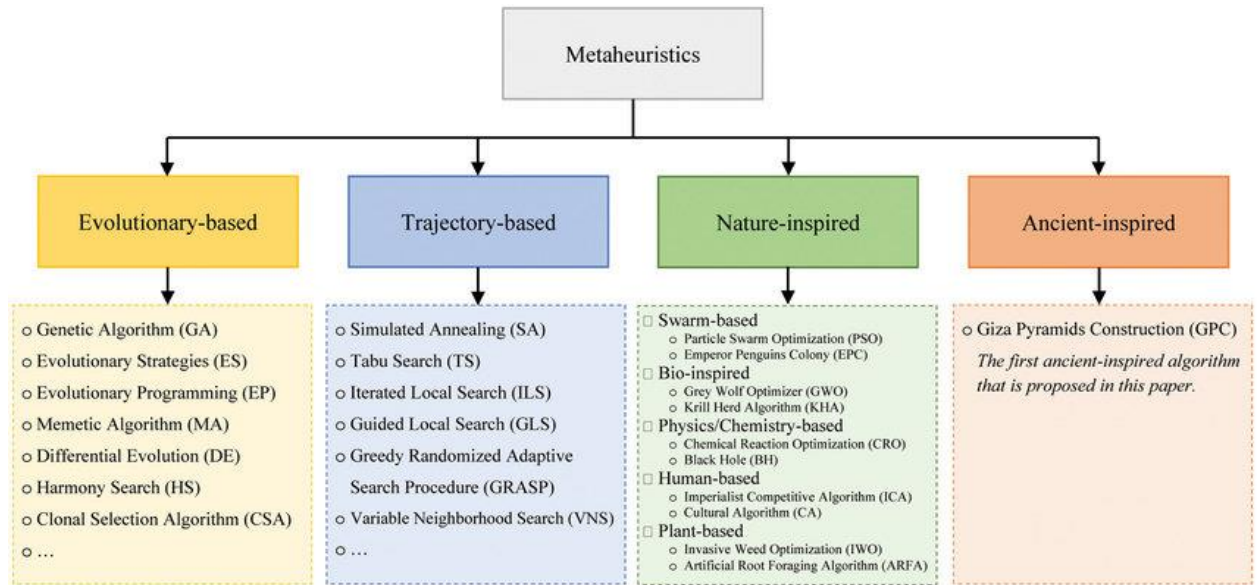 Metaheuristics
Evolutionary-based
Trajectory-based
Nature-inspired
Ancient-inspired
Genetic Algorithm (GA)
Evolutionary Strategies (ES)
Evolutionary Programming (EP)
Memetic Algorithm (MA)
Differential Evolution (DE)
Harmony Search (HS)
Clonal Selection Algorithm (CSA)
…
Simulated Annealing (SA)
Tabu Search (TS)
Iterated Local Search (ILS)
Guided Local Search (GLS)
Greedy Randomized Adaptive
Search Procedure (GRASP)
Variable Neighborhood Search (VNS)
…
Swarm-based
Particle Swarm Optimization (PSO)
Emperor Penguins Colony (EPC)
Bio-inspired
Grey Wolf Optimizer (GWO)
Krill Herd Algorithm (KHA)
Physics/Chemistry-based
Chemical Reaction Optimization (CRO)
Black Hole (BH)
Human-based
Imperialist Competitive Algorithm (ICA)
Cultural Algorithm (CA)
Plant-based
Invasive Weed Optimization (IWO)
Artificial Root Foraging Algorithm (ARFA)
Giza Pyramids Construction (GPC)
The first ancient-inspired algorithm
that is proposed in this paper.